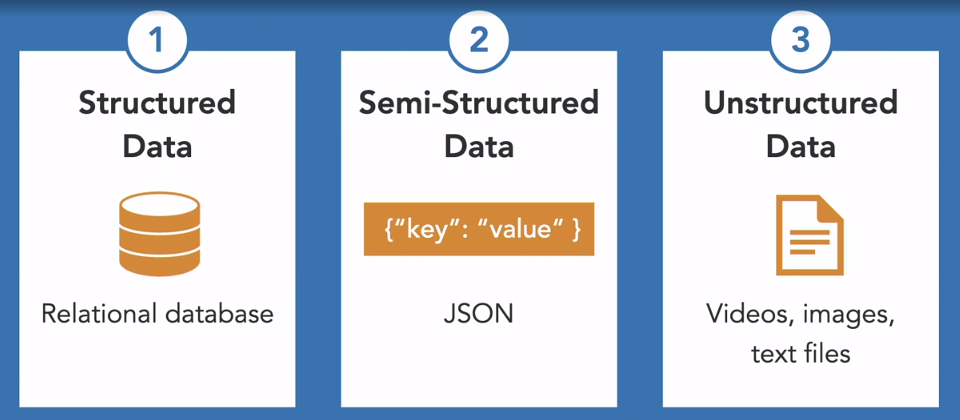 1
Structured
Data
Relational database
2
Semi-Structured
Data
{“key”: “value” }
JSON
3
Unstructured
Data
Videos, images,
text files